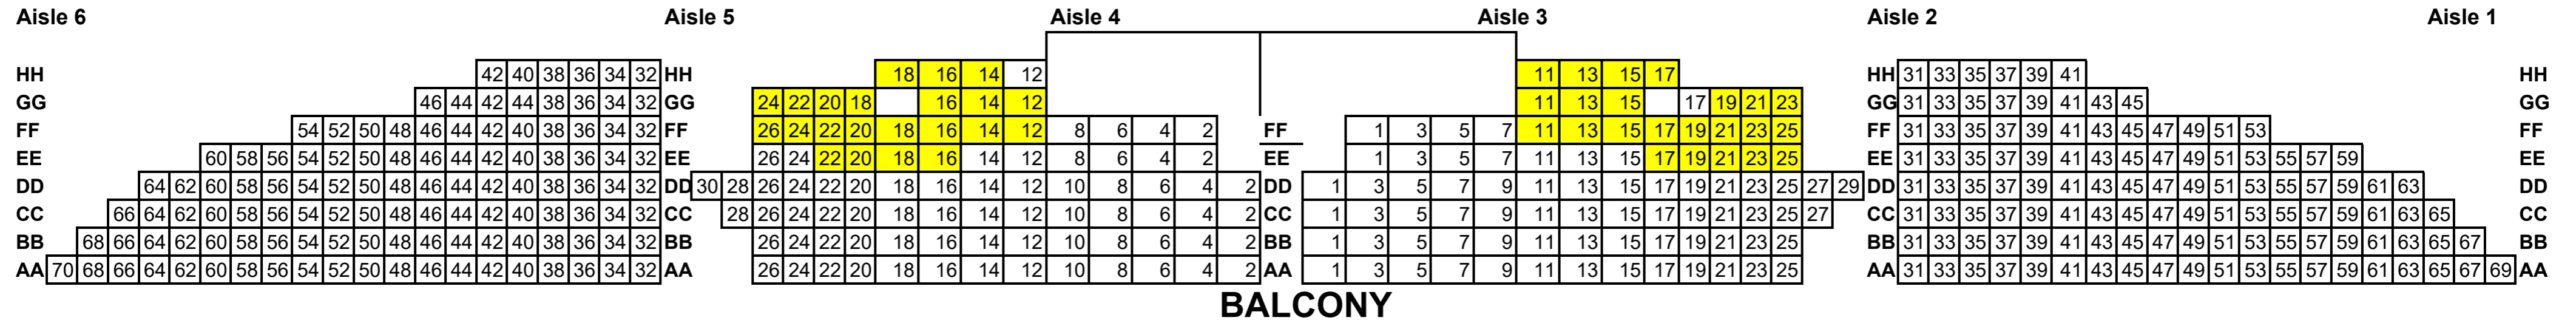 Aisle 6 Aisle 5 Aisle 4 Aisle 3 Aisle 2 Aisle 1
HH 42 40 38 36 34 32 HH 18 16 14 12 11 13 15 17 HH 31 33 35 37 39 41 HH
GG 46 44 42 44 38 36 34 32 GG 24 22 20 18 16 14 12 11 13 15 17 19 21 23 GG 31 33 35 37 39 41 43 45 GG
FF 54 52 50 48 46 44 42 40 38 36 34 32 FF 26 24 22 20 18 16 14 12 8 6 4 2 FF 1 3 5 7 11 13 15 17 19 21 23 25 FF 31 33 35 37 39 41 43 45 47 49 51 53 FF
EE 60 58 56 54 52 50 48 46 44 42 40 38 36 34 32 EE 26 24 22 20 18 16 14 12 8 6 4 2 EE 1 3 5 7 11 13 15 17 19 21 23 25 EE 31 33 35 37 39 41 43 45 47 49 51 53 55 57 59 EE
DD 64 62 60 58 56 54 52 50 48 46 44 42 40 38 36 34 32 DD 30 28 26 24 22 20 18 16 14 12 10 8 6 4 2 DD 1 3 5 7 9 11 13 15 17 19 21 23 25 27 29 DD 31 33 35 37 39 41 43 45 47 49 51 53 55 57 59 61 63 DD
CC 66 64 62 60 58 56 54 52 50 48 46 44 42 40 38 36 34 32 CC 28 26 24 22 20 18 16 14 12 10 8 6 4 2 CC 1 3 5 7 9 11 13 15 17 19 21 23 25 27 CC 31 33 35 37 39 41 43 45 47 49 51 53 55 57 59 61 63 65 CC
BB 68 66 64 62 60 58 56 54 52 50 48 46 44 42 40 38 36 34 32 BB 26 24 22 20 18 16 14 12 10 8 6 4 2 BB 1 3 5 7 9 11 13 15 17 19 21 23 25 BB 31 33 35 37 39 41 43 45 47 49 51 53 55 57 59 61 63 65 67 BB
AA 70 68 66 64 62 60 58 56 54 52 50 48 46 44 42 40 38 36 34 32 AA 26 24 22 20 18 16 14 12 10 8 6 4 2 AA 1 3 5 7 9 11 13 15 17 19 21 23 25 AA 31 33 35 37 39 41 43 45 47 49 51 53 55 57 59 61 63 65 67 69 AA
BALCONY